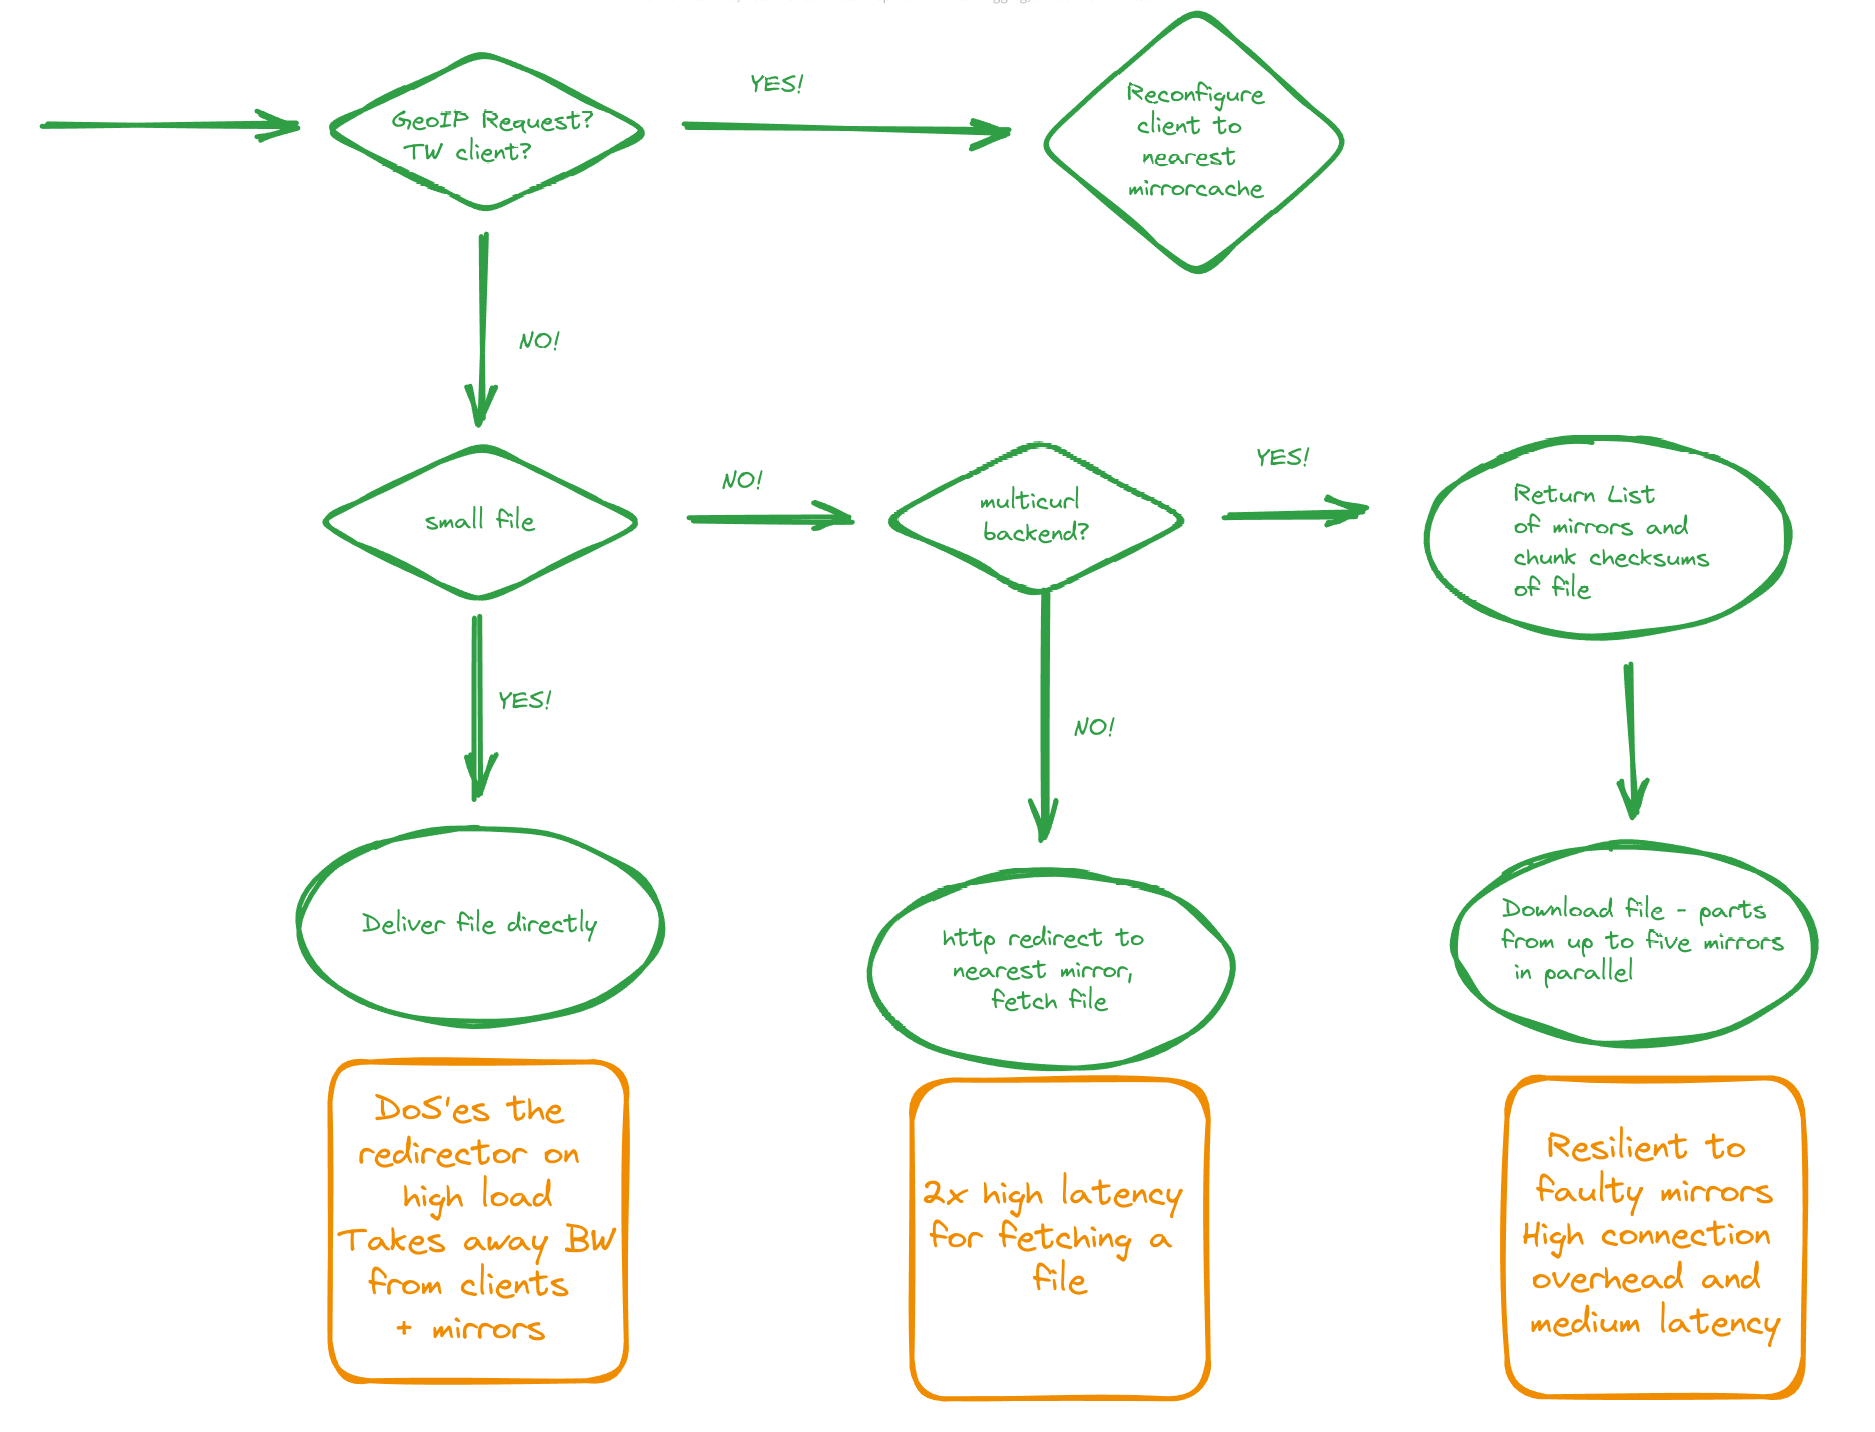 GeoIP Request?
TW client?
YES!
Reconfigure
client to
nearest
mirrorcache
NO!
small file
NO!
multicurl
backend?
YES!
Return List
of mirrors and
chunk checksums
of file
YES!
NO!
Deliver file directly
http redirect to
nearest mirror,
fetch file
Download file - parts
from up to five mirrors
in parallel
DoS'es the
redirector on
high load
Takes away BW
from clients
+ mirrors
2x high latency
for fetching a
file
Resilient to
faulty mirrors
High connection
overhead and
medium latency